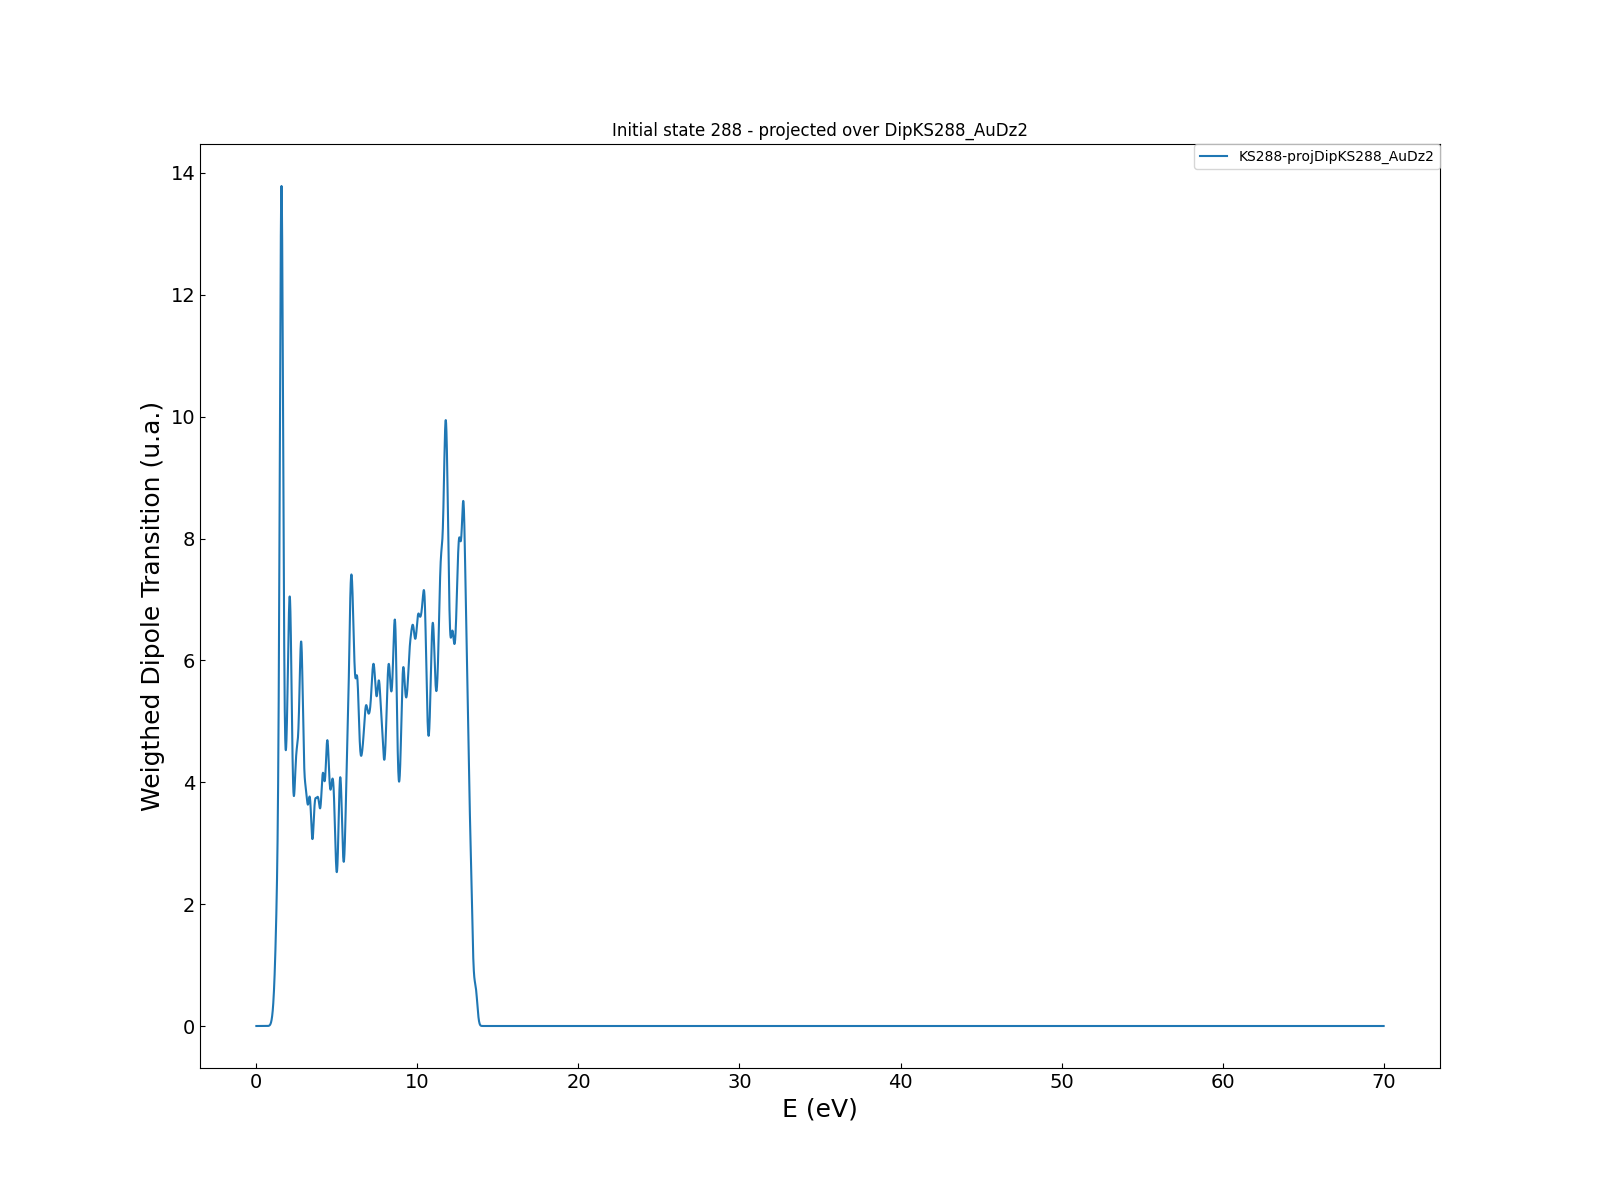 Initial state 288 - projected over DipKS288_AuDz2
KS288-projDipKS288_AuDz2
14
12
10
8
6
4
2
0
Weigthed Dipole Transition (u.a.)
0 10 20 30 40 50 60 70
E (eV)